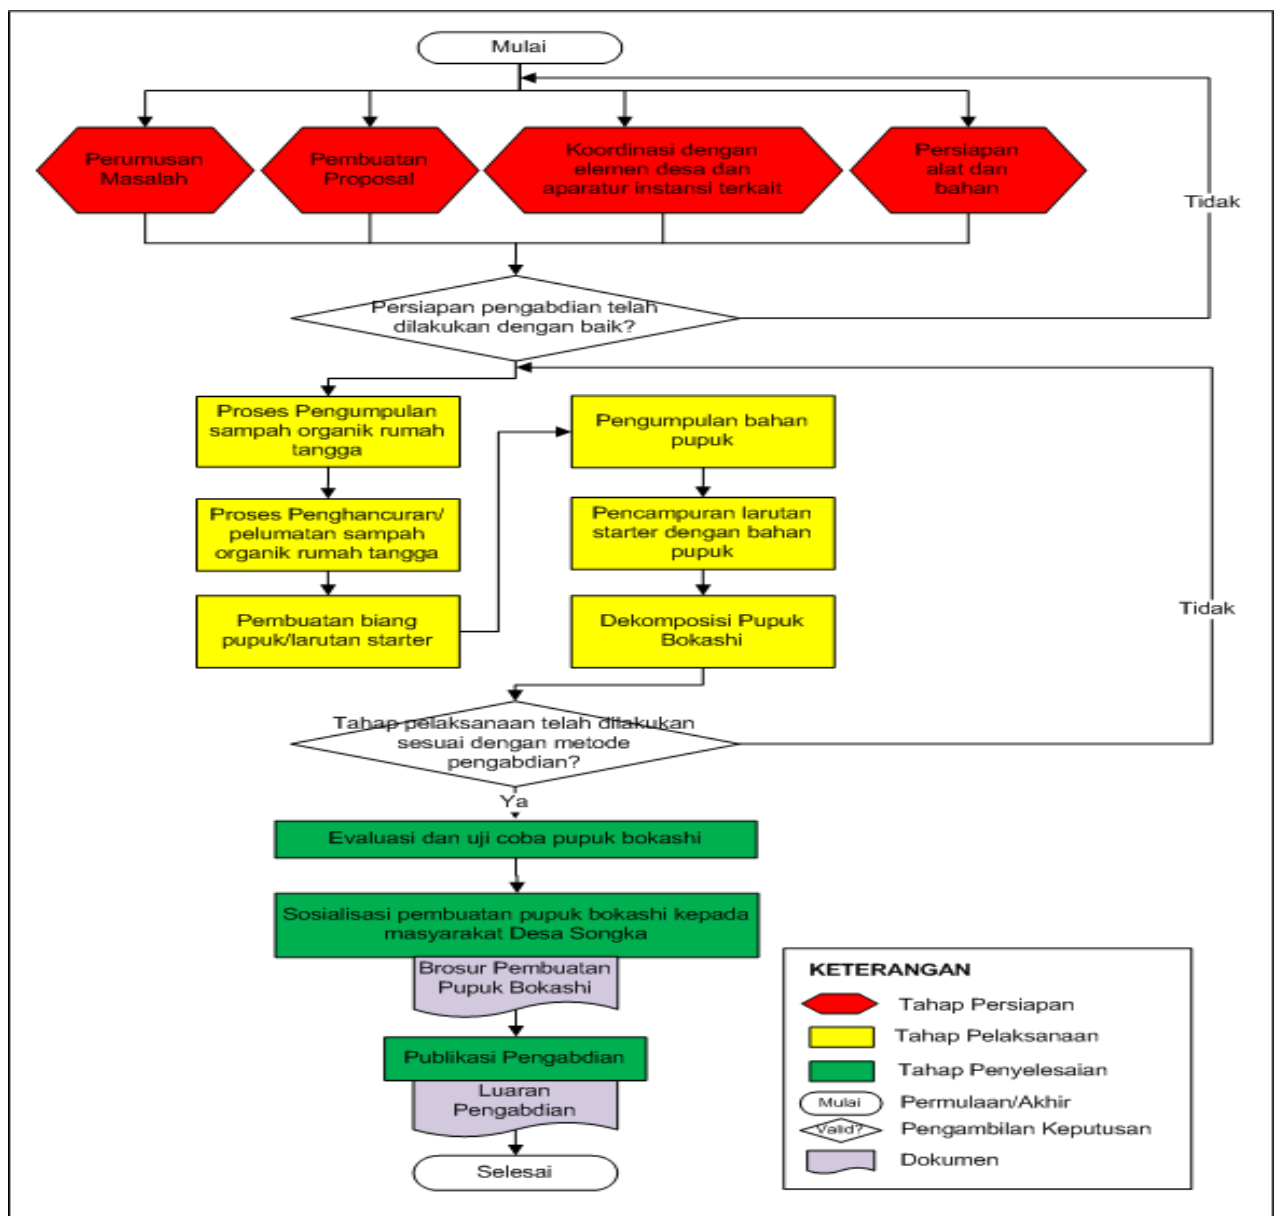 Mulai
Perumusan
Masalah
Pembuatan
Proposal
Koordinasi dengan
elemen desa dan
aparatur instansi terkait
Persiapan
alat dan
bahan
Tidak
Persiapan pengabdian telah
dilakukan dengan baik?
Proses Pengumpulan
sampah organik rumah
tangga
Proses Penghancuran/
pelumatan sampah
organik rumah tangga
Pembuatan biang
pupuk/larutan starter
Pengumpulan bahan
pupuk
Pencampuran larutan
starter dengan bahan
pupuk
Dekomposisi Pupuk
Bokashi
Tidak
Tahap pelaksanaan telah dilakukan
sesuai dengan metode
pengabdian?
Ya
Evaluasi dan uji coba pupuk bokashi
Sosialisasi pembuatan pupuk bokashi kepada
masyarakat Desa Songka
Brosur Pembuatan
Pupuk Bokashi
Publikasi Pengabdian
Luaran
Pengabdian
Selesai
KETERANGAN
Tahap Persiapan
Tahap Pelaksanaan
Tahap Penyelesaian
Mulai Permulaan/Akhir
Valid? Pengambilan Keputusan
Dokumen